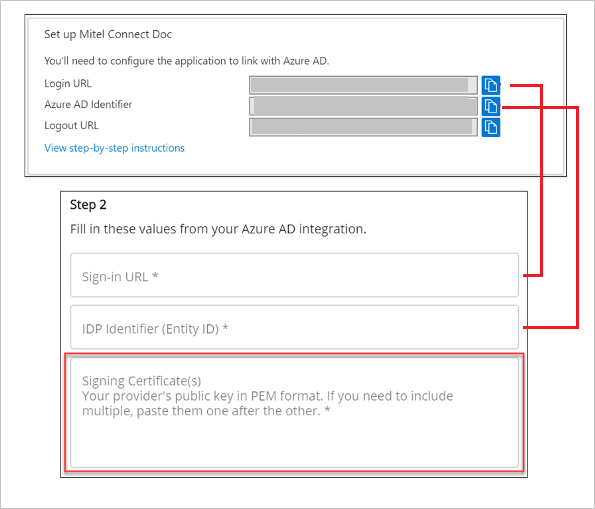 Set up Mitel Connect Doc
You'll need to configure the application to link with Azure AD.
Login URL
Azure AD Identifier
Logout URL
View step-by-step instructions
Step 2
Fill in these values from your Azure AD integration.
Sign-in URL *
IDP Identifier (Entity ID) *
Signing Certificate(s)
Your provider's public key in PEM format. If you need to include
multiple, paste them one after the other. *